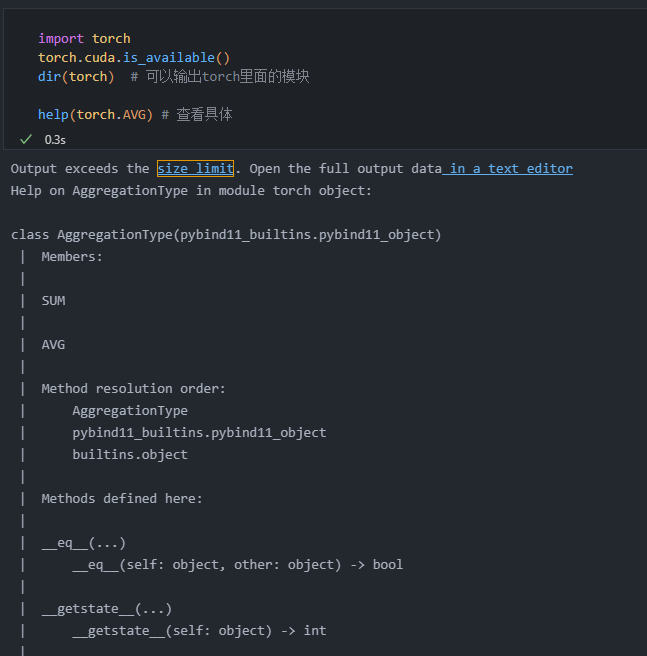 import torch
torch.cuda.is_available()
dir(torch)  # 可以输出torch里面的模块
help(torch.AVG) # 查看具体
0.3s
Output exceeds the size limit. Open the full output data in a text editor
Help on AggregationType in module torch object:
class AggregationType(pybind11_builtins.pybind11_object)
 |  Members:
 |
 |  SUM
 |
 |  AVG
 |
 |  Method resolution order:
 |      AggregationType
 |      pybind11_builtins.pybind11_object
 |      builtins.object
 |
 |  Methods defined here:
 |
 |  __eq__(...)
 |      __eq__(self: object, other: object) -> bool
 |
 |  __getstate__(...)
 |      __getstate__(self: object) -> int
 |